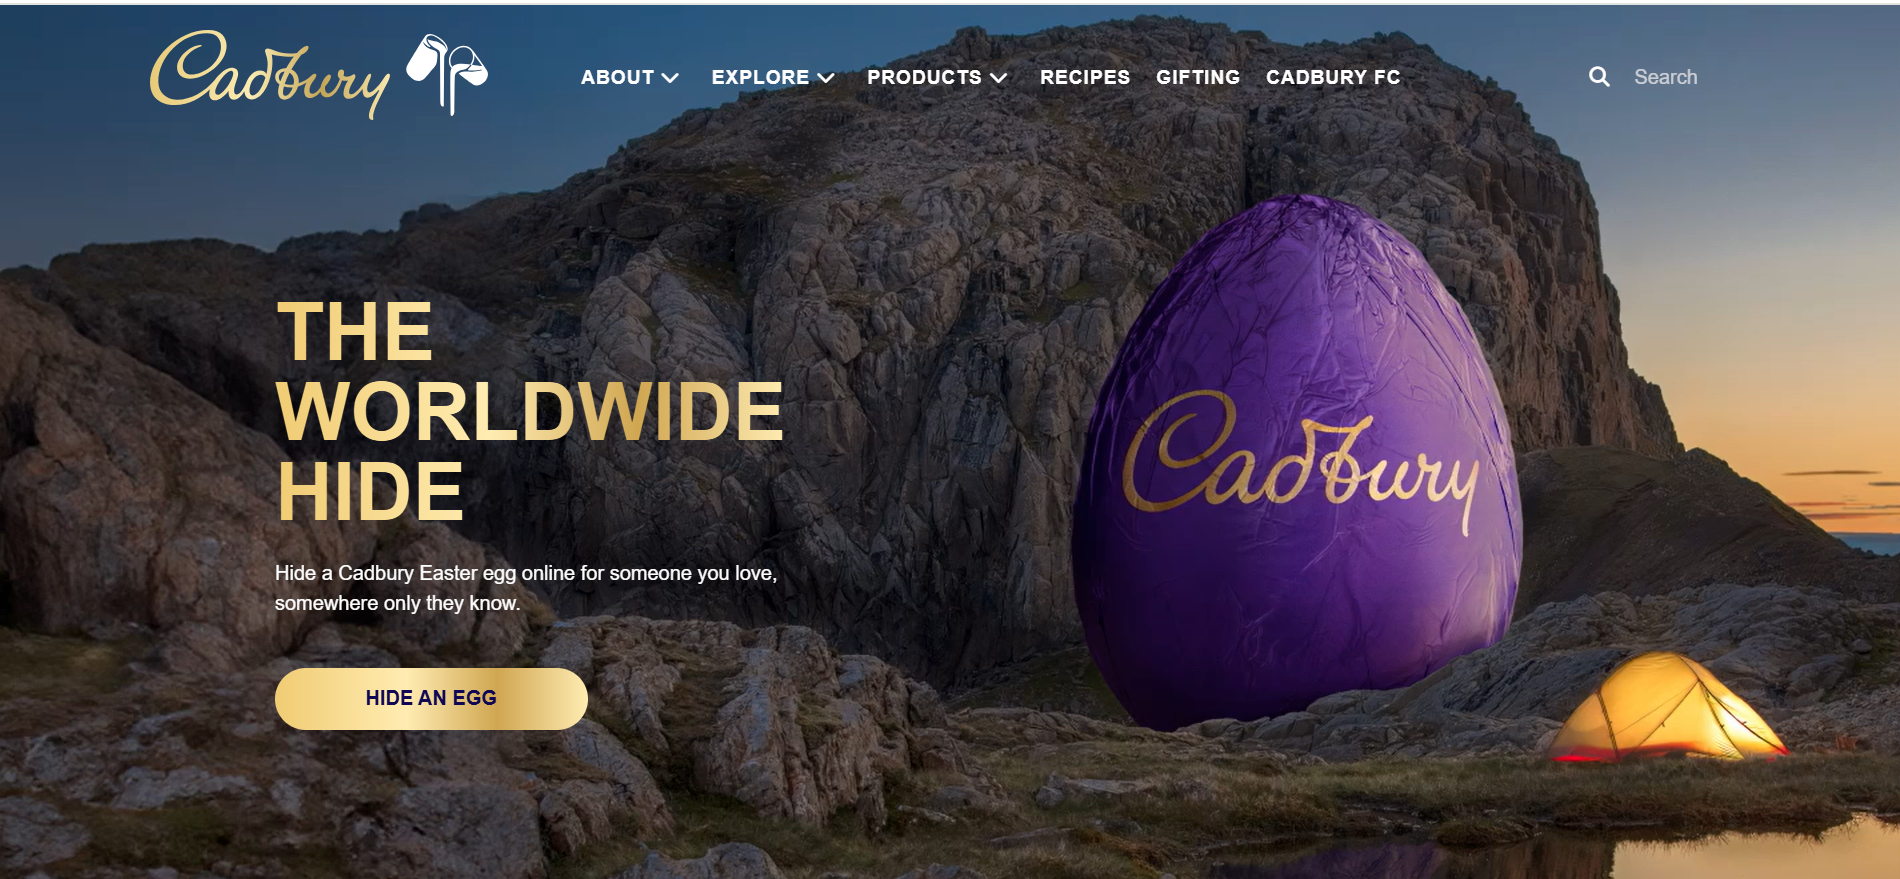 Cadbury
ABOUT
EXPLORE
PRODUCTS
RECIPES
GIFTING
CADBURY FC
Search
THE
WORLDWIDE
HIDE
Cadbury
Hide a Cadbury Easter egg online for someone you love,
somewhere only they know.
HIDE AN EGG